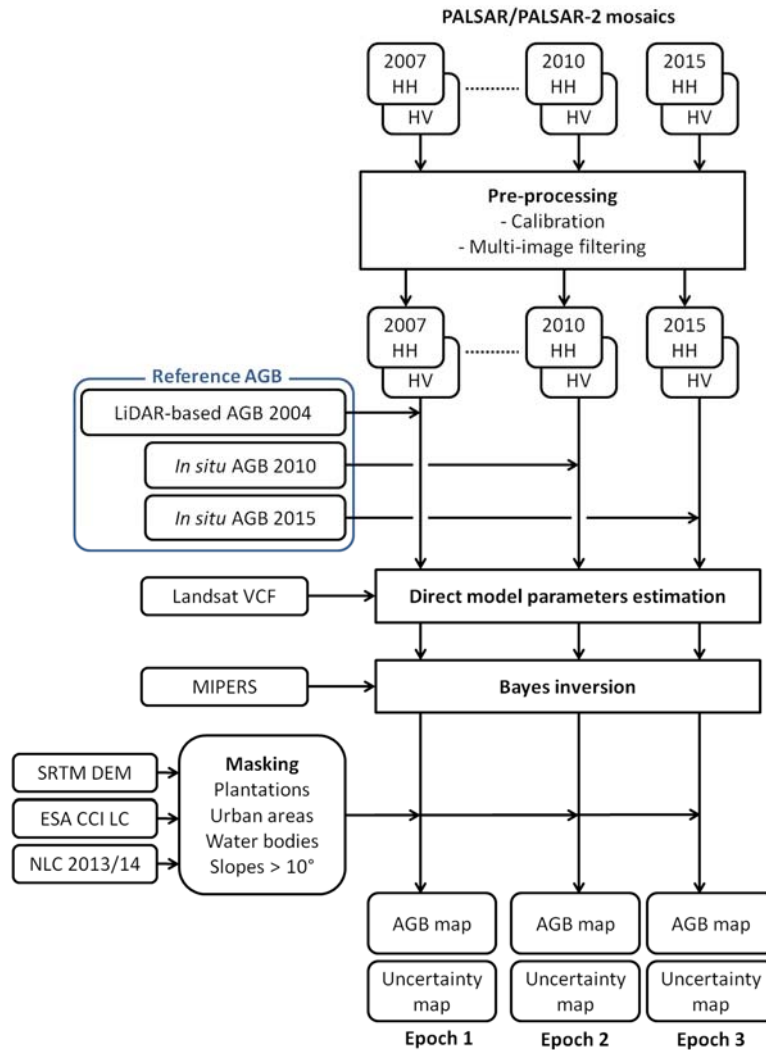 PALSAR/PALSAR-2 mosaics
2007
HH
HV
2010
HH
HV
2015
HH
HV
Pre-processing
- Calibration
- Multi-image filtering
2007
HH
HV
2010
HH
HV
2015
HH
HV
Reference AGB
LiDAR-based AGB 2004
In situ AGB 2010
In situ AGB 2015
Landsat VCF
Direct model parameters estimation
MIPERS
Bayes inversion
SRTM DEM
ESA CCI LC
NLC 2013/14
Masking
Plantations
Urban areas
Water bodies
Slopes > 10°
AGB map
AGB map
AGB map
Uncertainty
map
Uncertainty
map
Uncertainty
map
Epoch 1
Epoch 2
Epoch 3